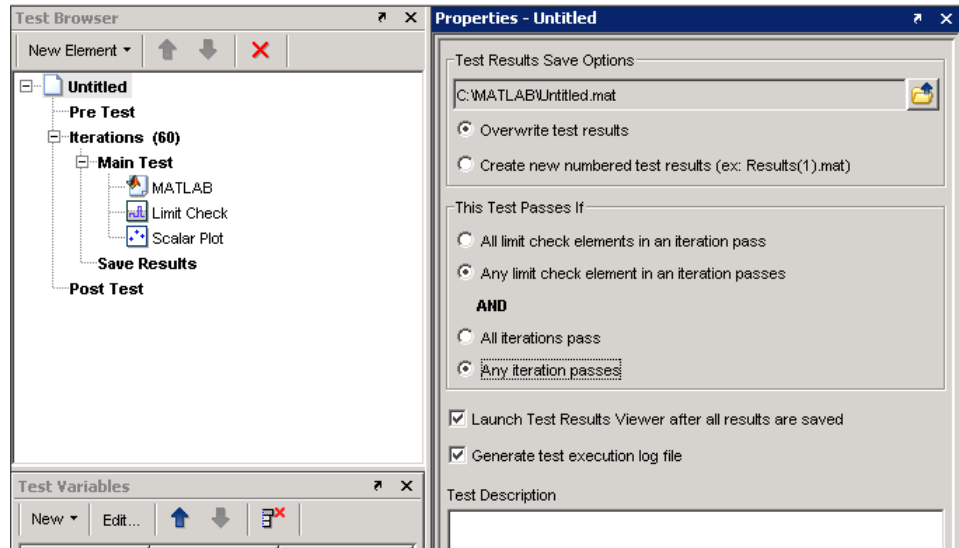 Test Browser
New Element
Untitled
Pre Test
Iterations (60)
Main Test
MATLAB
Limit Check
Scalar Plot
Save Results
Post Test
Test Variables
New
Edit...
Properties - Untitled
Test Results Save Options
C:\MATLAB\Untitled.mat
Overwrite test results
Create new numbered test results (ex: Results(1).mat)
This Test Passes If
All limit check elements in an iteration pass
Any limit check element in an iteration passes
AND
All iterations pass
Any iteration passes
Launch Test Results Viewer after all results are saved
Generate test execution log file
Test Description